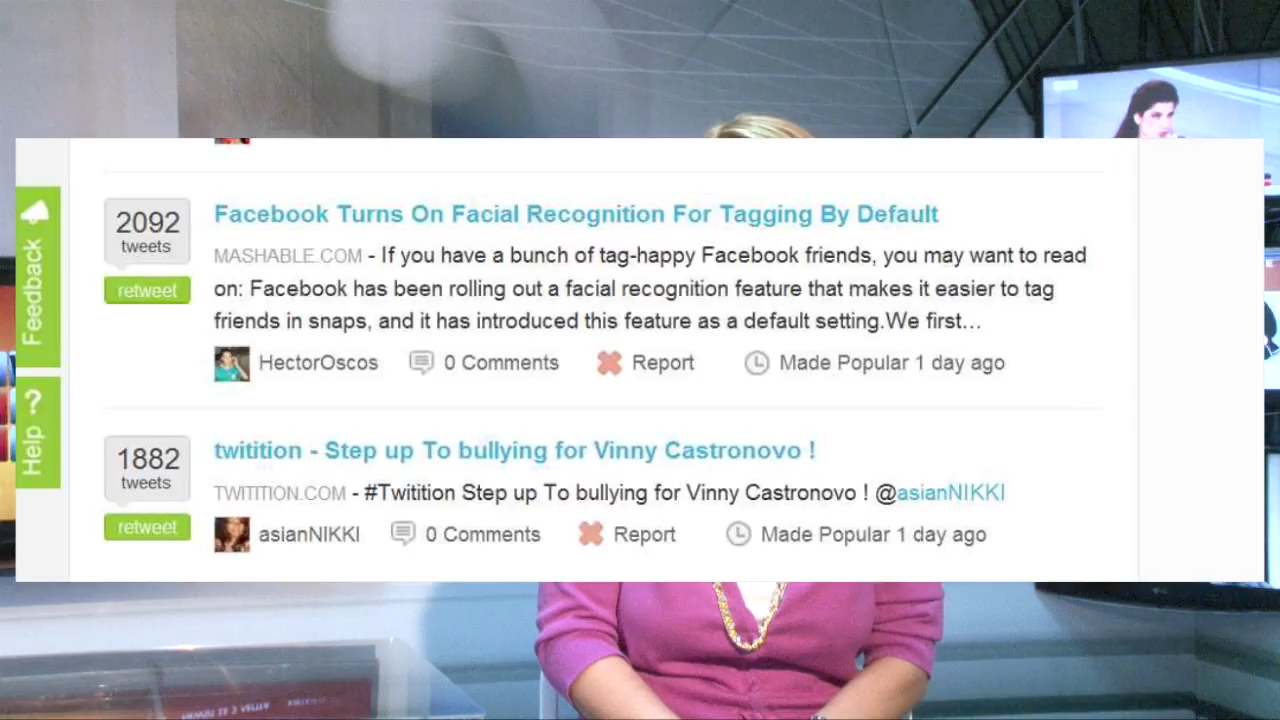 2092
tweets
retweet
Facebook Turns On Facial Recognition For Tagging By Default
MASHABLE.COM - If you have a bunch of tag-happy Facebook friends, you may want to read
on: Facebook has been rolling out a facial recognition feature that makes it easier to tag
friends in snaps, and it has introduced this feature as a default setting.We first...
HectorOscos 0 Comments Report Made Popular 1 day ago
1882
tweets
retweet
twitition - Step up To bullying for Vinny Castronovo !
TWITITION.COM - #Twitition Step up To bullying for Vinny Castronovo ! @asianNIKKI
asianNIKKI 0 Comments Report Made Popular 1 day ago
Feedback
Help ?